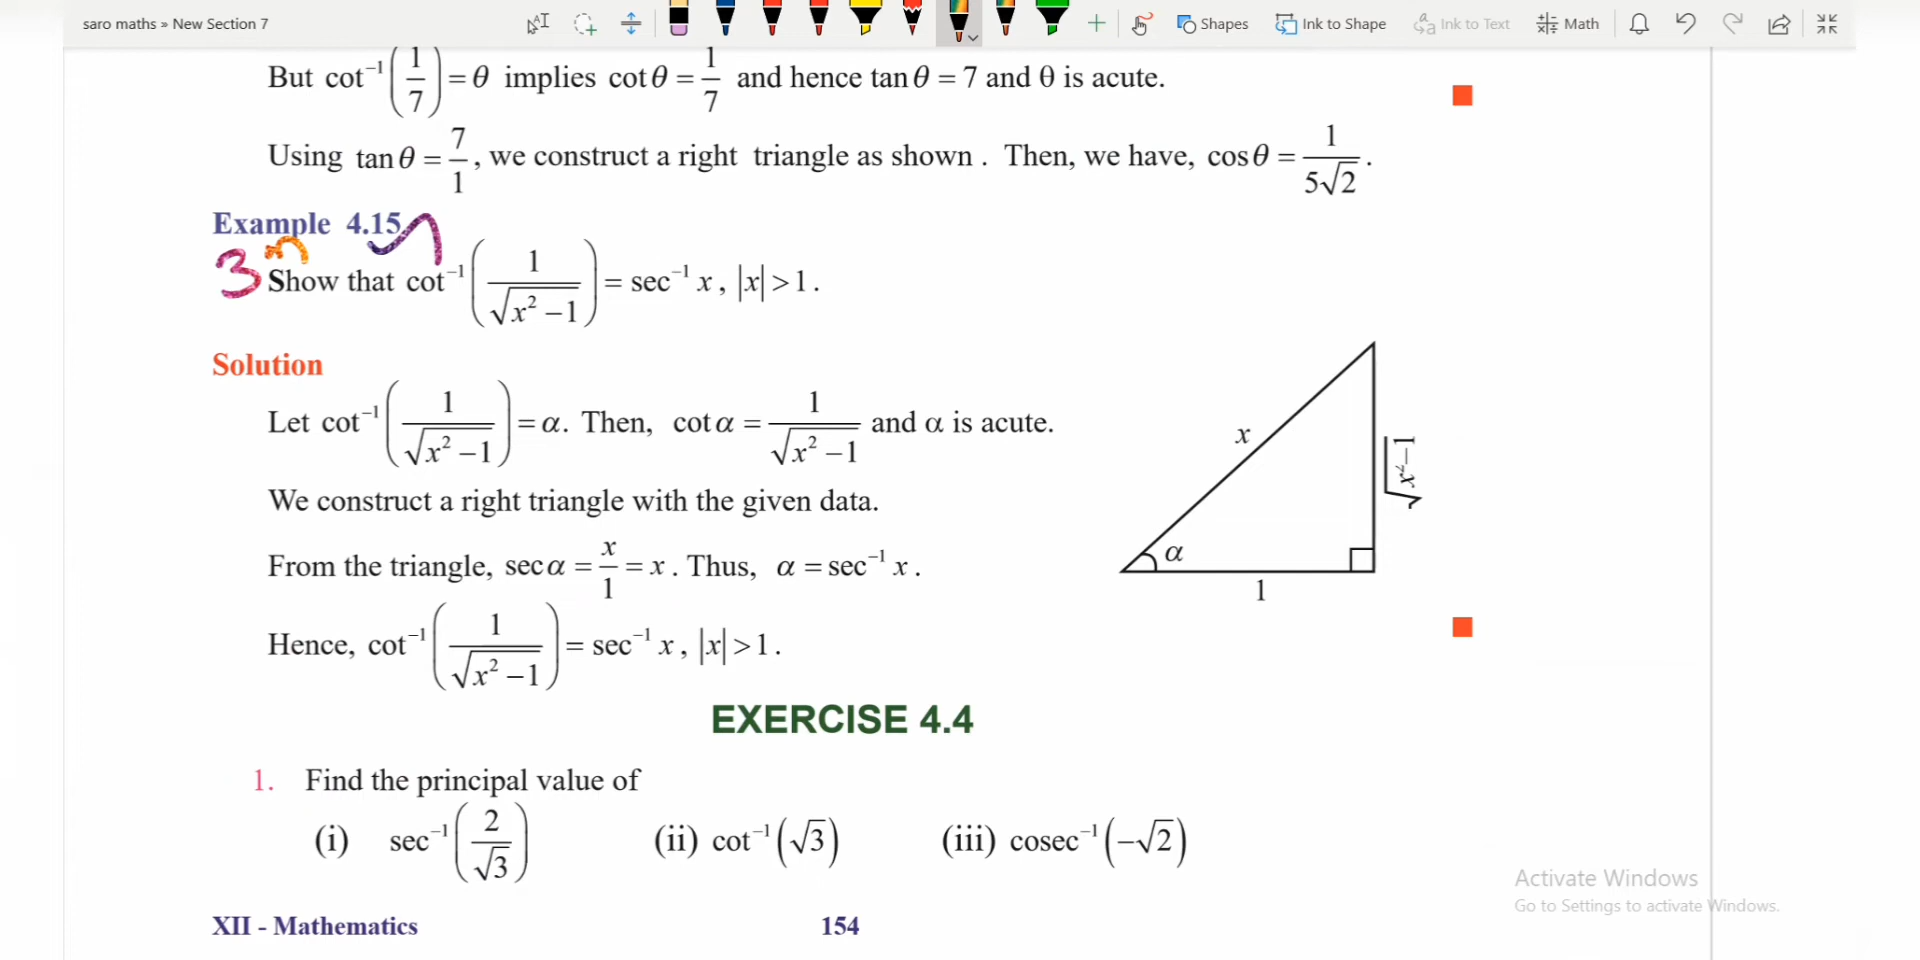 saro maths » New Section 7
Shapes Ink to Shape Ink to Text Math
But cot⁻¹(1/7) = θ implies cot θ = 1/7 and hence tan θ = 7 and θ is acute.
Using tan θ = 7/1, we construct a right triangle as shown . Then, we have, cos θ = 1/(5√2).
Example 4.15
3 m
Show that cot⁻¹(1/√(x² −1)) = sec⁻¹ x, |x| > 1.
Solution
Let cot⁻¹(1/√(x² −1)) = α. Then, cot α = 1/√(x² −1) and α is acute.
We construct a right triangle with the given data.
From the triangle, sec α = x/1 = x. Thus, α = sec⁻¹ x.
Hence, cot⁻¹(1/√(x² −1)) = sec⁻¹ x, |x| > 1.
x
√(x²−1)
α
1
EXERCISE 4.4
1. Find the principal value of
(i) sec⁻¹(2/√3) (ii) cot⁻¹(√3) (iii) cosec⁻¹(−√2)
XII - Mathematics 154
Activate Windows
Go to Settings to activate Windows.